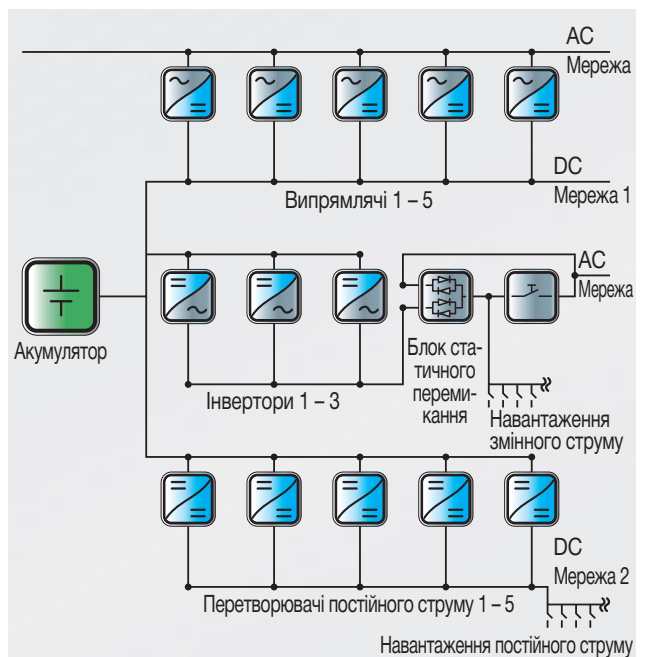 AC
Мережа
DC
Мережа 1
Випрямлячі 1 – 5
AC
Мережа
Акумулятор
Блок ста-
тичного
переми-
кання
Інвертори 1 – 3
Навантаження
змінного струму
DC
Мережа 2
Перетворювачі постійного струму 1 – 5
Навантаження постійного струму